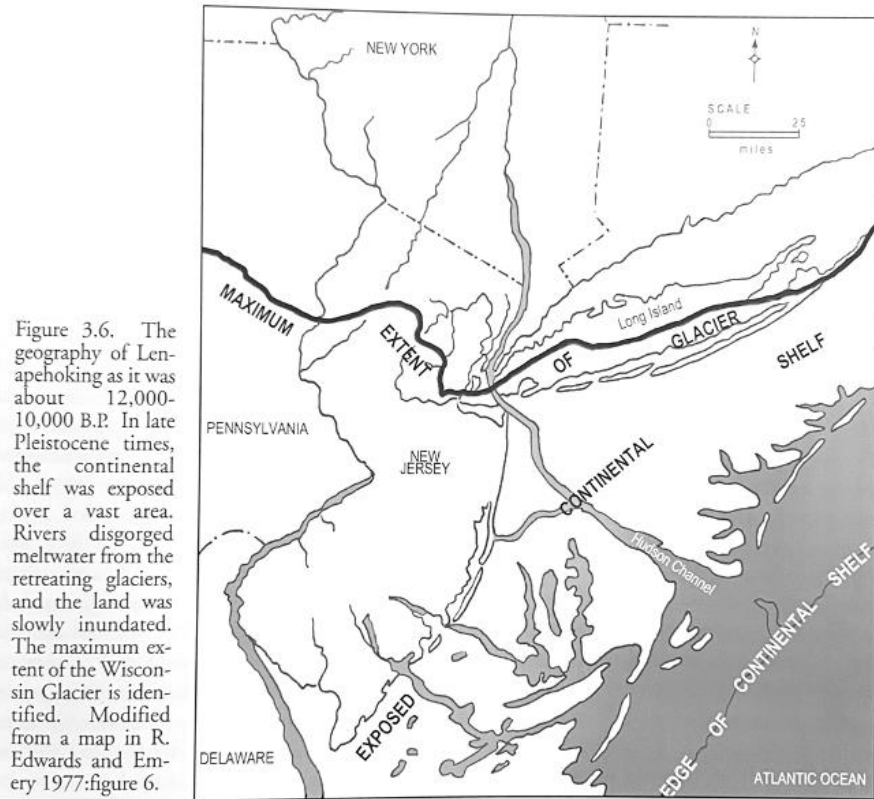 Figure 3.6. The
geography of Len-
apehoking as it was
about 12,000-
10,000 B.P. In late
Pleistocene times,
the continental
shelf was exposed
over a vast area.
Rivers disgorged
meltwater from the
retreating glaciers,
and the land was
slowly inundated.
The maximum ex-
tent of the Wiscon-
sin Glacier is iden-
tified. Modified
from a map in R.
Edwards and Em-
ery 1977:figure 6.
NEW YORK
N
SCALE
0 25
miles
MAXIMUM EXTENT OF GLACIER
Long Island
PENNSYLVANIA
NEW
JERSEY
EXPOSED CONTINENTAL SHELF
Hudson Channel
EDGE OF CONTINENTAL SHELF
DELAWARE
ATLANTIC OCEAN